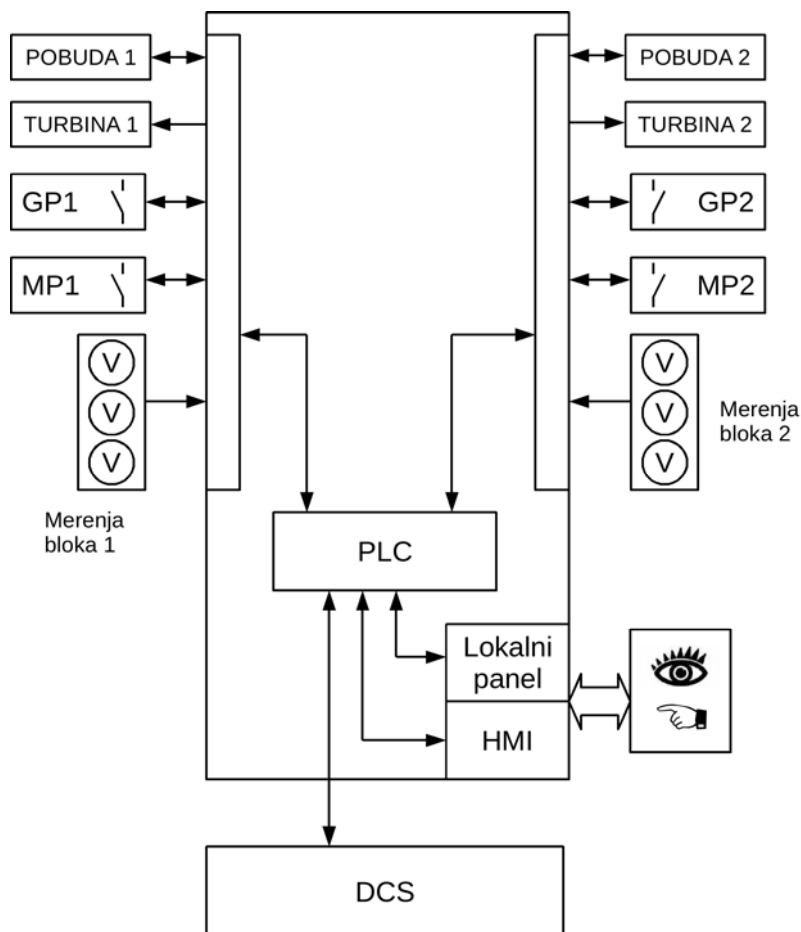 POBUDA 1
POBUDA 2
TURBINA 1
TURBINA 2
GP1
GP2
MP1
MP2
V
V
V
V
V
V
Merenja
bloka 1
Merenja
bloka 2
PLC
Lokalni
panel
HMI
DCS